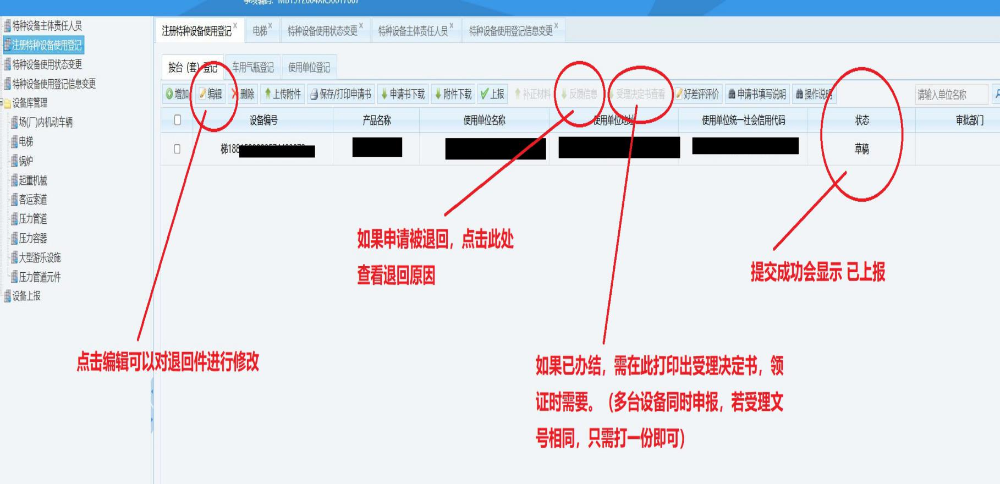 特种设备主体责任人员
注册特种设备使用登记
特种设备使用状态变更
特种设备使用登记信息变更
设备库管理
场(厂)内机动车辆
电梯
锅炉
起重机械
客运索道
压力管道
压力容器
大型游乐设施
压力管道元件
设备上报
注册特种设备使用登记 电梯 特种设备使用状态变更 特种设备主体责任人员 特种设备使用登记信息变更
按台（套）登记 车用气瓶登记 使用单位登记
增加 编辑 删除 上传附件 保存/打印申请书 申请书下载 附件下载 上报 补正材料 反馈信息 受理决定书查看 好差评评价 申请书填写说明 操作说明 请输入单位名称
设备编号 产品名称 使用单位名称 使用单位地址 使用单位统一社会信用代码 状态 审批部门
梯188 草稿
如果申请被退回，点击此处
查看退回原因
提交成功会显示 已上报
点击编辑可以对退回件进行修改
如果已办结，需在此打印出受理决定书，领
证时需要。（多台设备同时申报，若受理文
号相同，只需打一份即可）